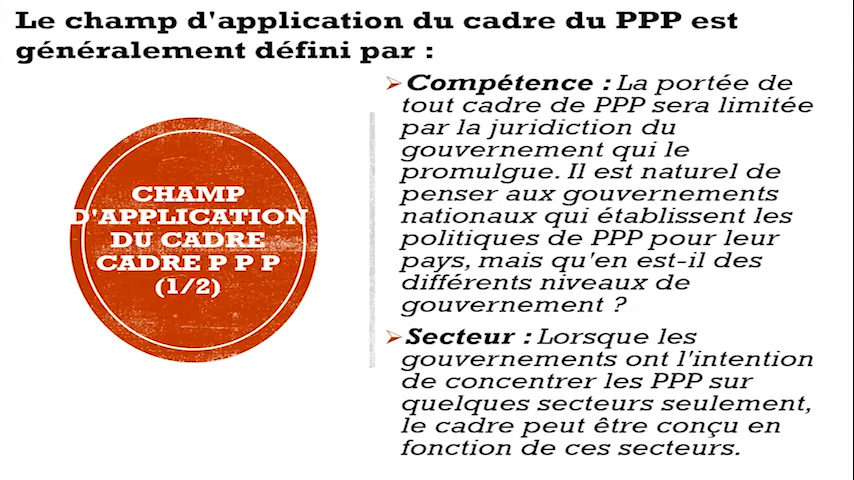 Le champ d'application du cadre du PPP est
généralement défini par :
CHAMP
D'APPLICATION
DU CADRE
CADRE P P P
(1/2)
Compétence : La portée de
tout cadre de PPP sera limitée
par la juridiction du
gouvernement qui le
promulgue. Il est naturel de
penser aux gouvernements
nationaux qui établissent les
politiques de PPP pour leur
pays, mais qu'en est-il des
différents niveaux de
gouvernement ?
Secteur : Lorsque les
gouvernements ont l'intention
de concentrer les PPP sur
quelques secteurs seulement,
le cadre peut être conçu en
fonction de ces secteurs.